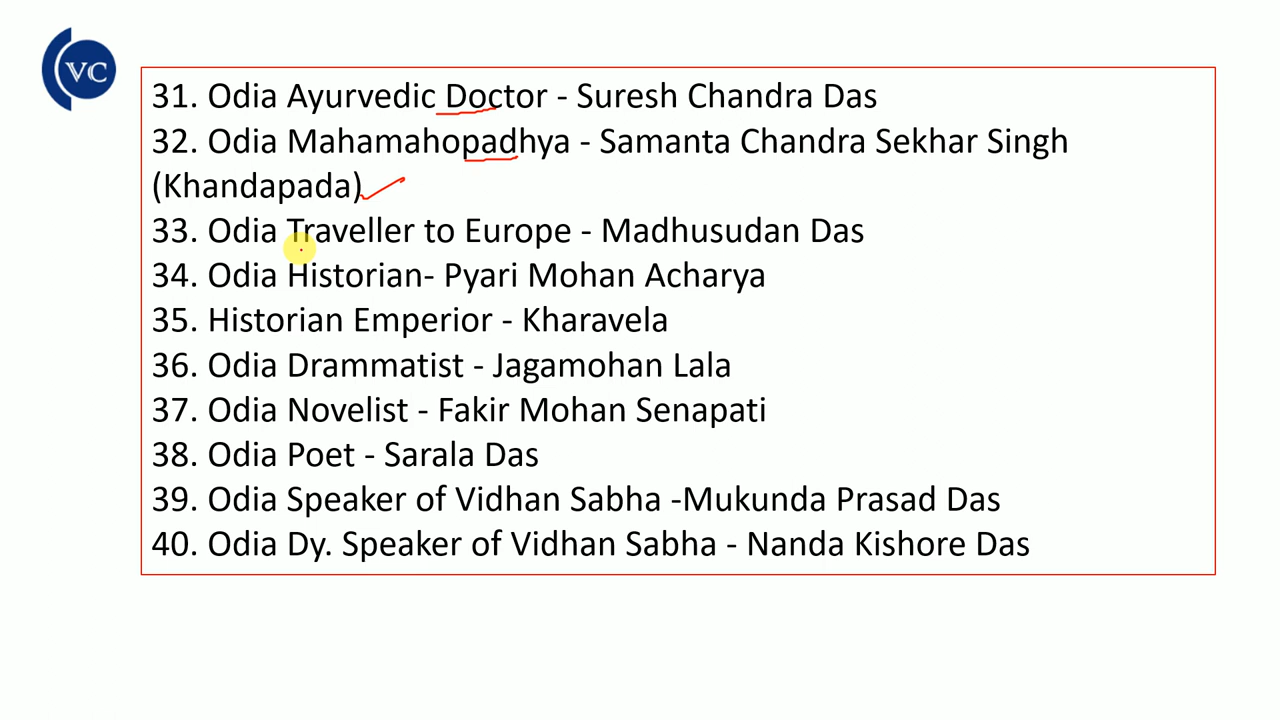 VC
31. Odia Ayurvedic Doctor - Suresh Chandra Das
32. Odia Mahamahopadhya - Samanta Chandra Sekhar Singh
(Khandapada)
33. Odia Traveller to Europe - Madhusudan Das
34. Odia Historian- Pyari Mohan Acharya
35. Historian Emperior - Kharavela
36. Odia Drammatist - Jagamohan Lala
37. Odia Novelist - Fakir Mohan Senapati
38. Odia Poet - Sarala Das
39. Odia Speaker of Vidhan Sabha -Mukunda Prasad Das
40. Odia Dy. Speaker of Vidhan Sabha - Nanda Kishore Das